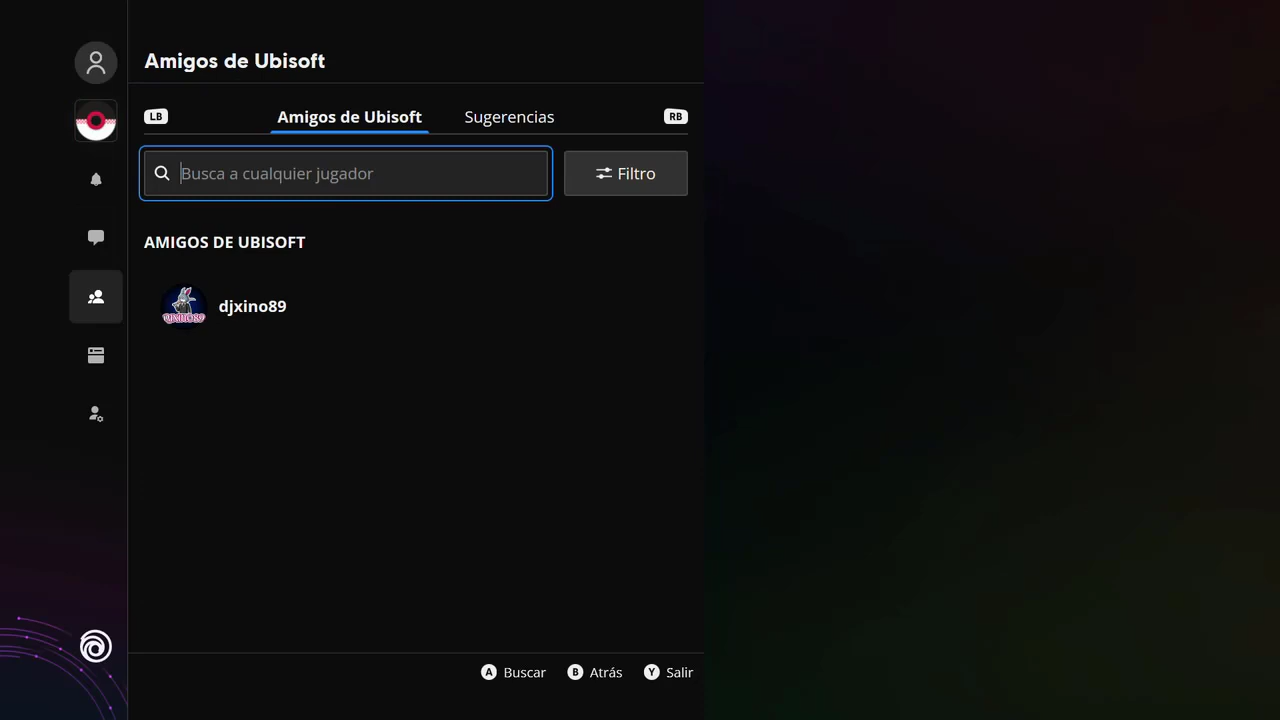 Amigos de Ubisoft
LB
Amigos de Ubisoft
Sugerencias
RB
Busca a cualquier jugador
Filtro
AMIGOS DE UBISOFT
DJXINO89
djxino89
A Buscar
B Atrás
Y Salir